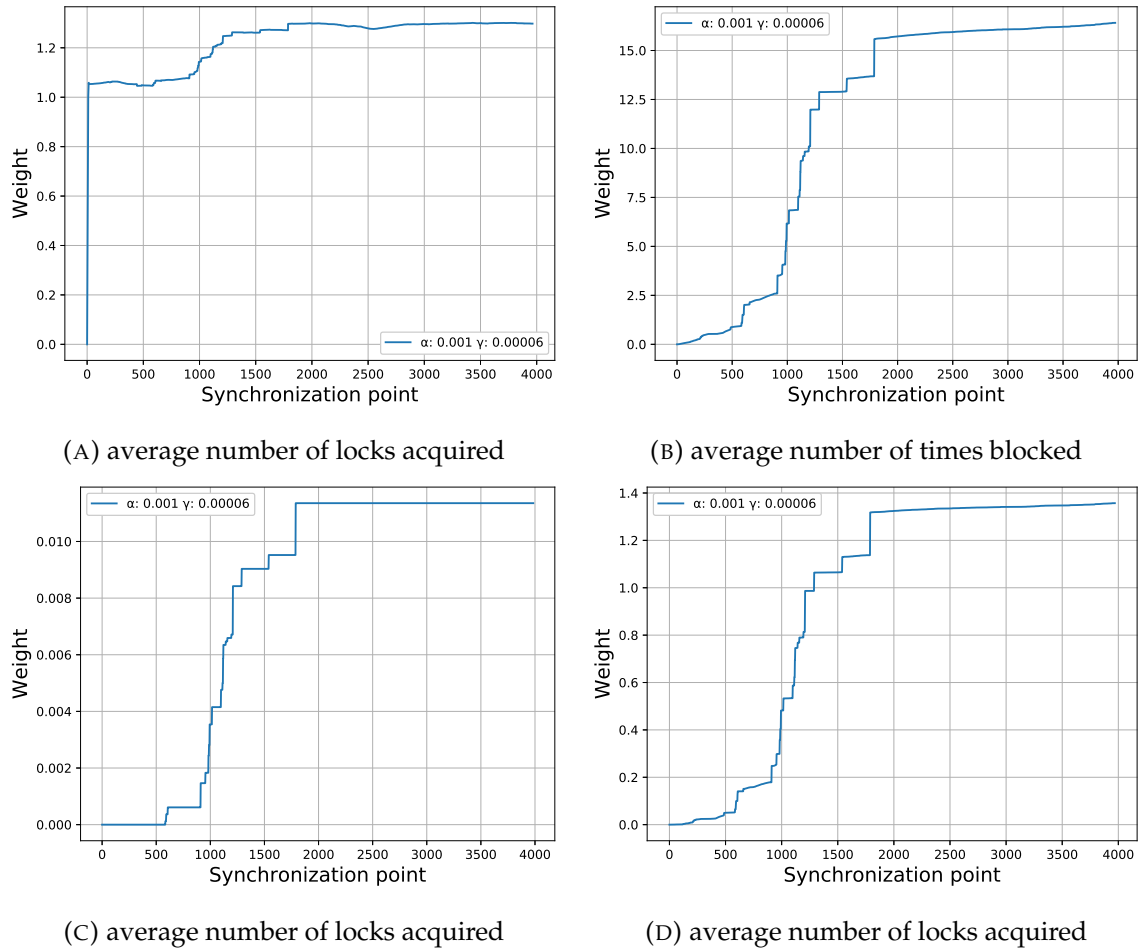 1.2
1.0
0.8
0.6
0.4
0.2
0.0
Weight
α: 0.001 γ: 0.00006
0 500 1000 1500 2000 2500 3000 3500 4000
Synchronization point
(A) average number of locks acquired
α: 0.001 γ: 0.00006
15.0
12.5
10.0
7.5
5.0
2.5
0.0
Weight
0 500 1000 1500 2000 2500 3000 3500 4000
Synchronization point
(B) average number of times blocked
α: 0.001 γ: 0.00006
0.010
0.008
0.006
0.004
0.002
0.000
Weight
0 500 1000 1500 2000 2500 3000 3500 4000
Synchronization point
(C) average number of locks acquired
α: 0.001 γ: 0.00006
1.4
1.2
1.0
0.8
0.6
0.4
0.2
0.0
Weight
0 500 1000 1500 2000 2500 3000 3500 4000
Synchronization point
(D) average number of locks acquired